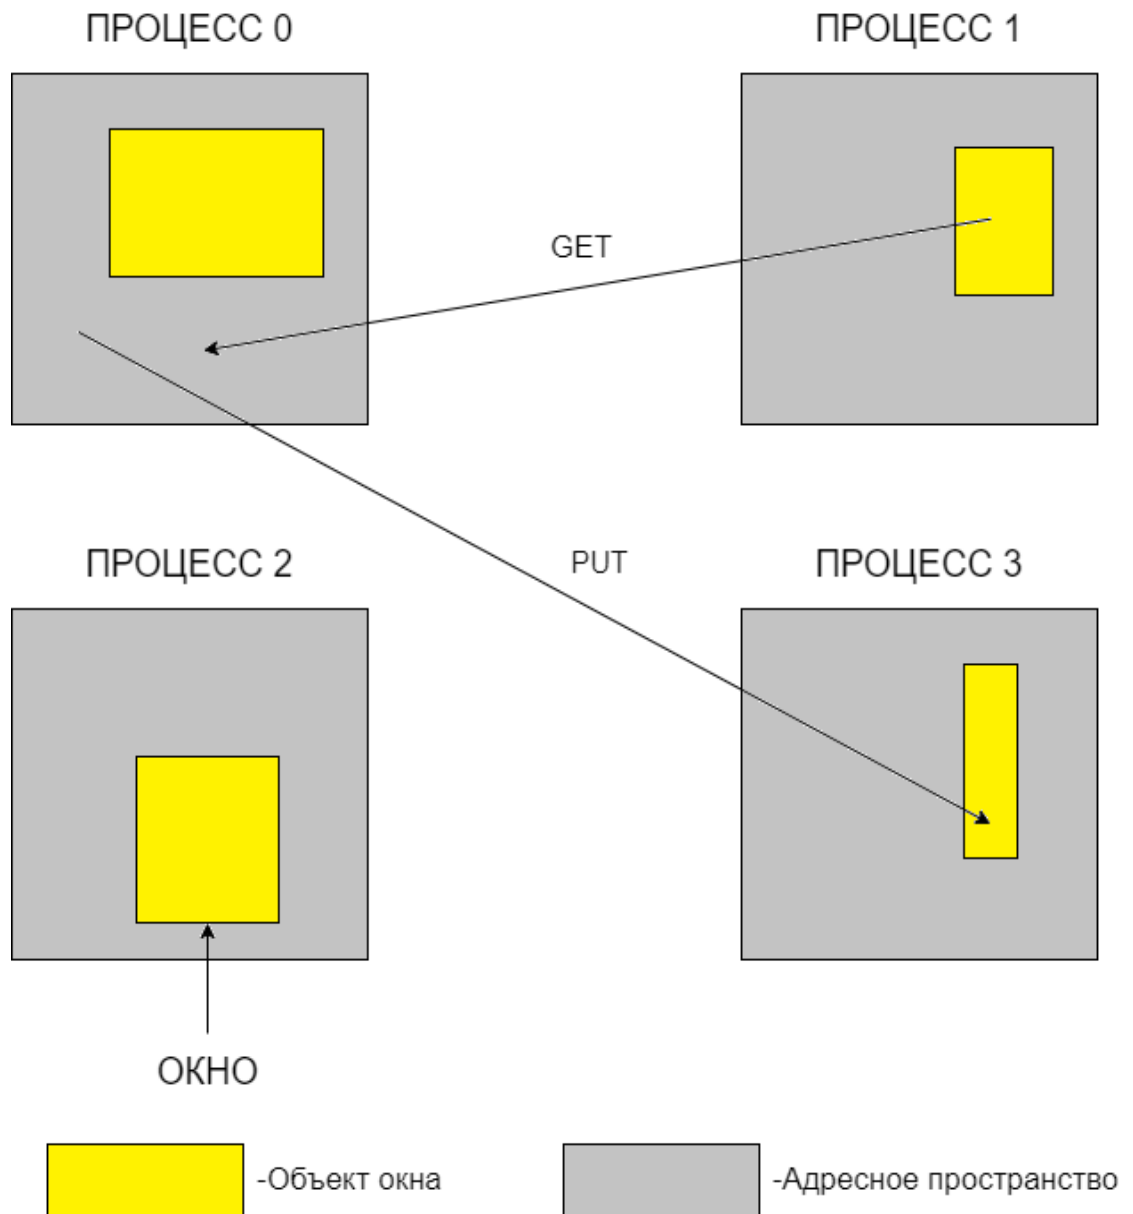 ПРОЦЕСС 0
ПРОЦЕСС 1
GET
ПРОЦЕСС 2
PUT
ПРОЦЕСС 3
ОКНО
-Объект окна
-Адресное пространство